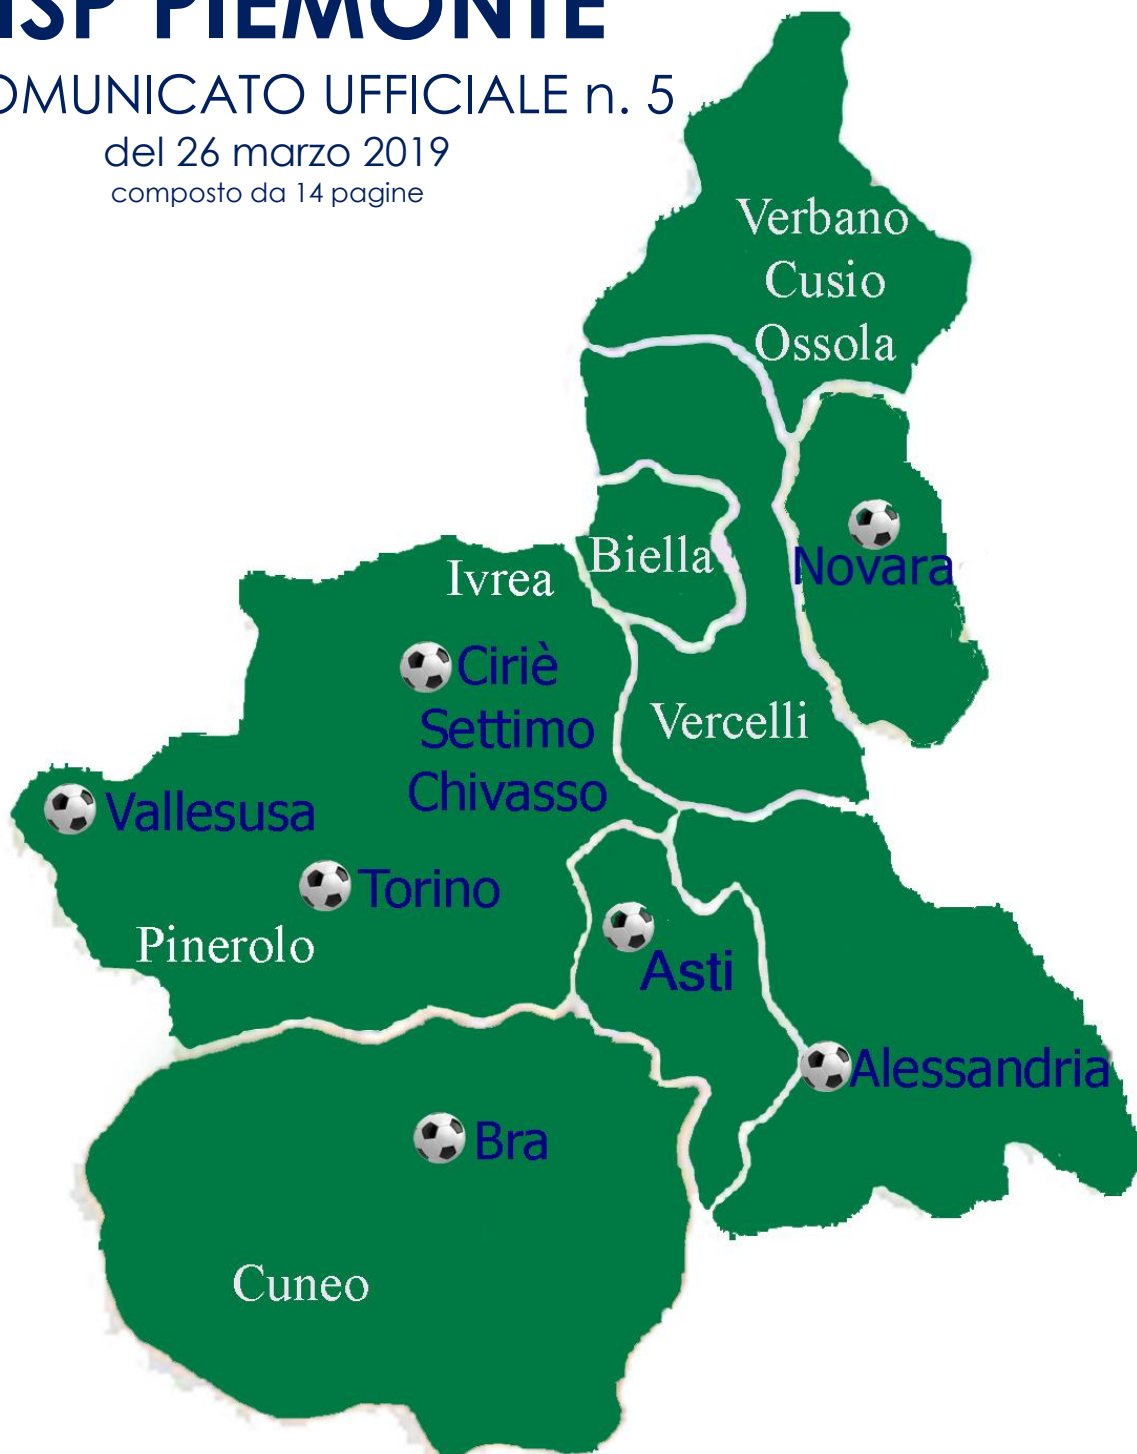 ISP PIEMONTE
OMUNICATO UFFICIALE n. 5
del 26 marzo 2019
composto da 14 pagine
Verbano
Cusio
Ossola
Novara
Biella
Ivrea
Ciriè
Settimo
Chivasso
Vercelli
Vallesusa
Torino
Pinerolo
Asti
Alessandria
Bra
Cuneo